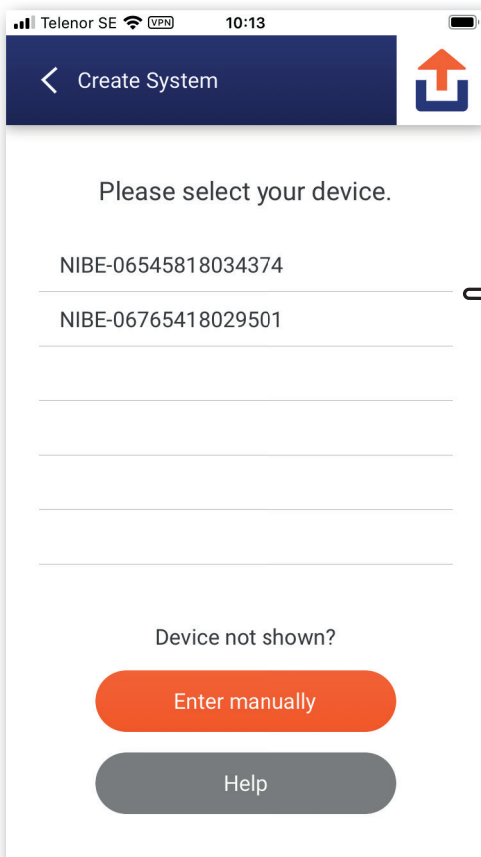 Telenor SE VPN 10:13
Create System
Please select your device.
NIBE-06545818034374
NIBE-06765418029501
Device not shown?
Enter manually
Help